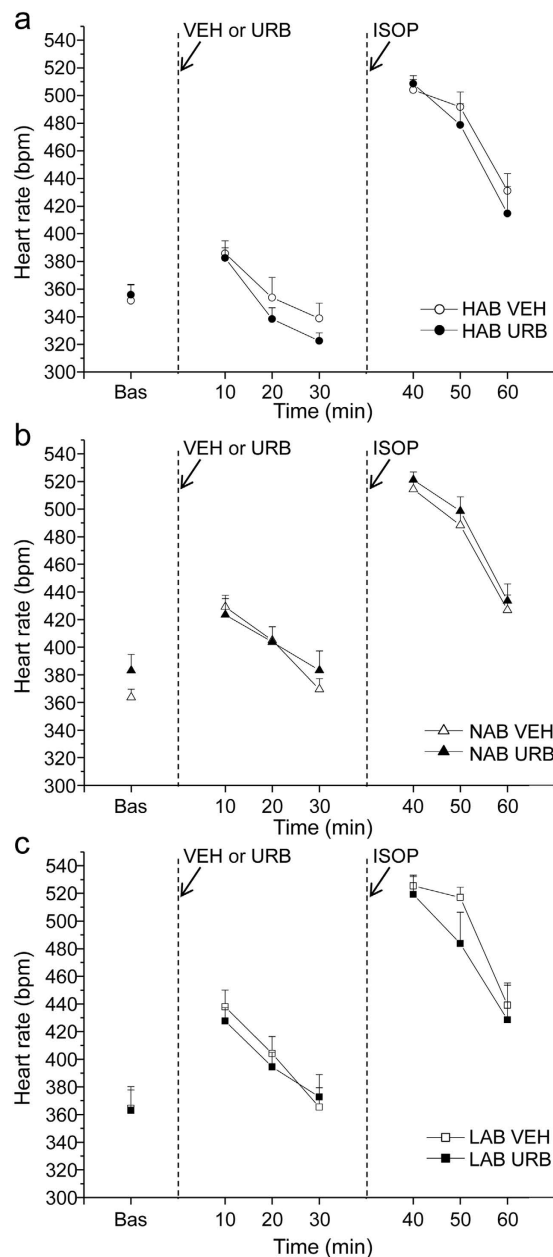 a
VEH or URB
ISOP
540
520
500
480
460
440
420
400
380
360
340
320
300
Heart rate (bpm)
HAB VEH
HAB URB
Bas
10
20
30
40
50
60
Time (min)
b
VEH or URB
ISOP
540
520
500
480
460
440
420
400
380
360
340
320
300
Heart rate (bpm)
NAB VEH
NAB URB
Bas
10
20
30
40
50
60
Time (min)
c
VEH or URB
ISOP
540
520
500
480
460
440
420
400
380
360
340
320
300
Heart rate (bpm)
LAB VEH
LAB URB
Bas
10
20
30
40
50
60
Time (min)